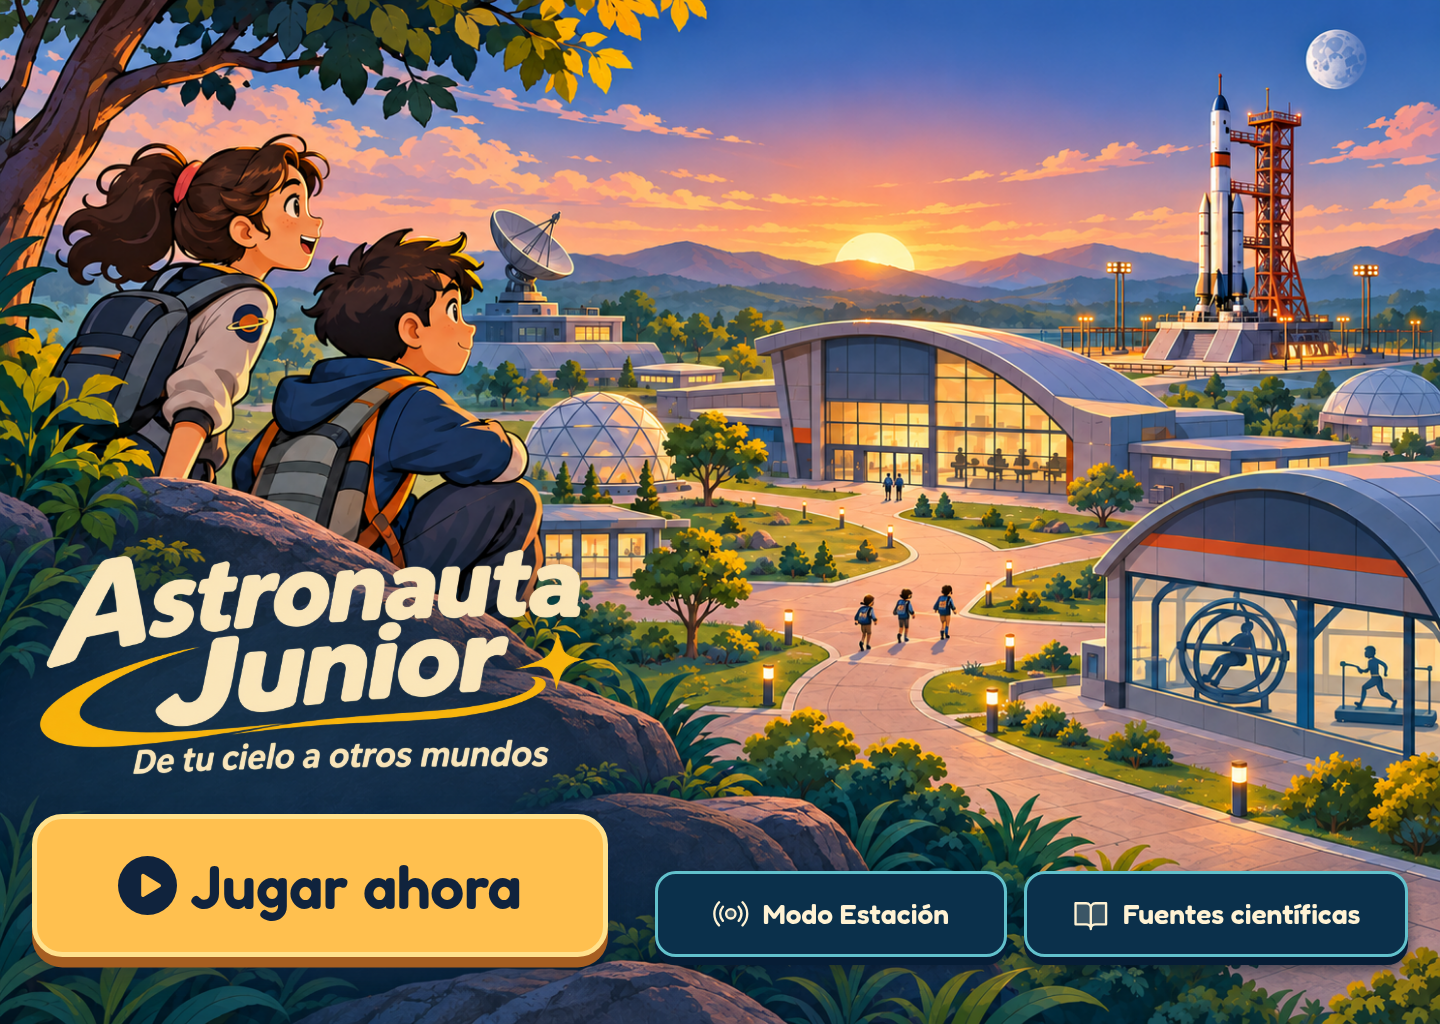 Astronauta
Junior
De tu cielo a otros mundos
Jugar ahora
Modo Estación
Fuentes científicas